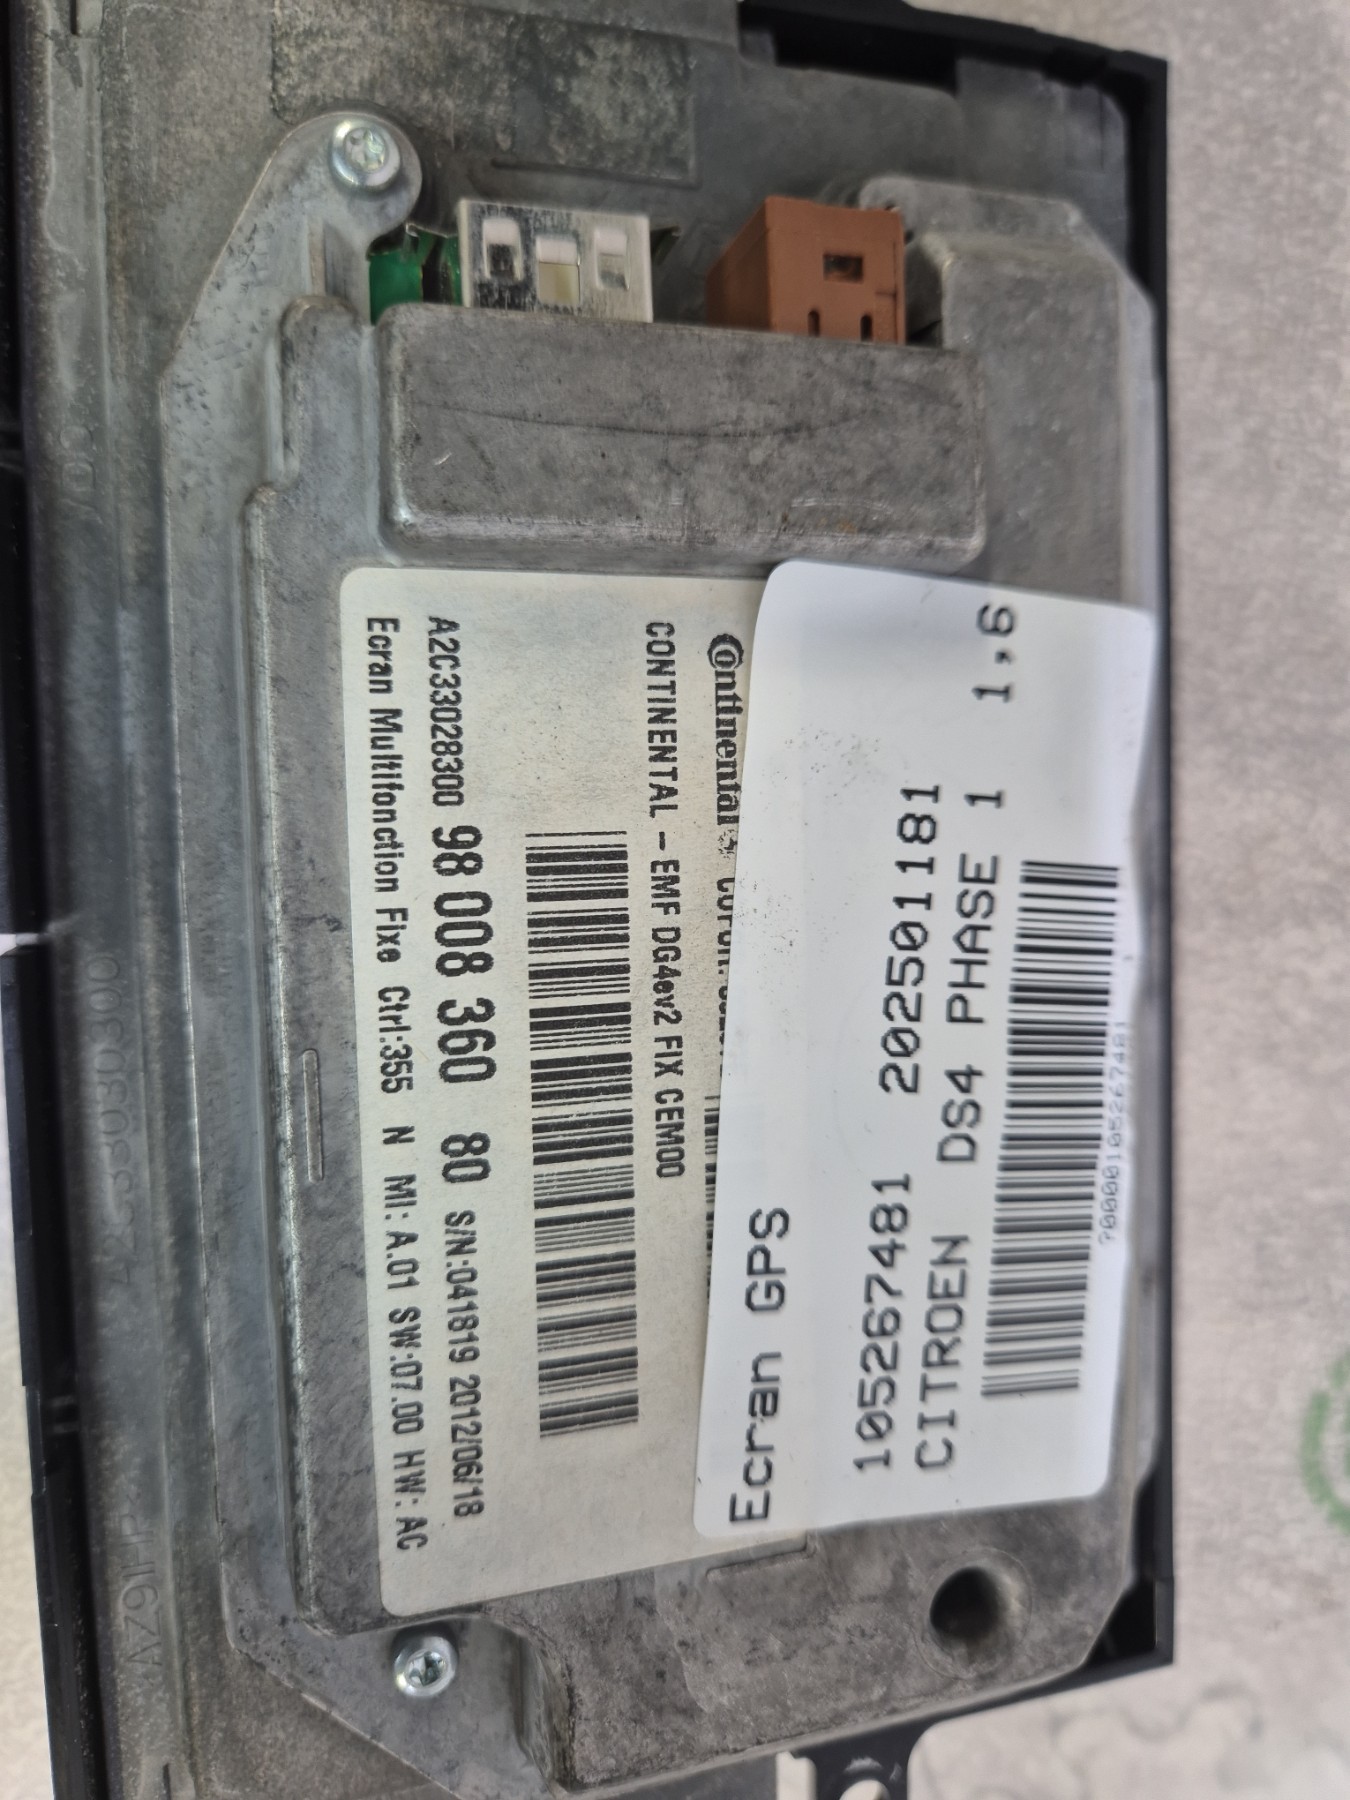 Continental
CONTINENTAL - EMF DG4ev2 FIX CEM00
A2C33028300 98 008 360 80 S/N:041819 2012/06/18
Ecran Multifonction Fixe Ctrl:355 N MI: A.01 SW:07.00 HW: AC
Ecran GPS
105267481 202501181
CITROEN DS4 PHASE 1 1,6
?00000105267481